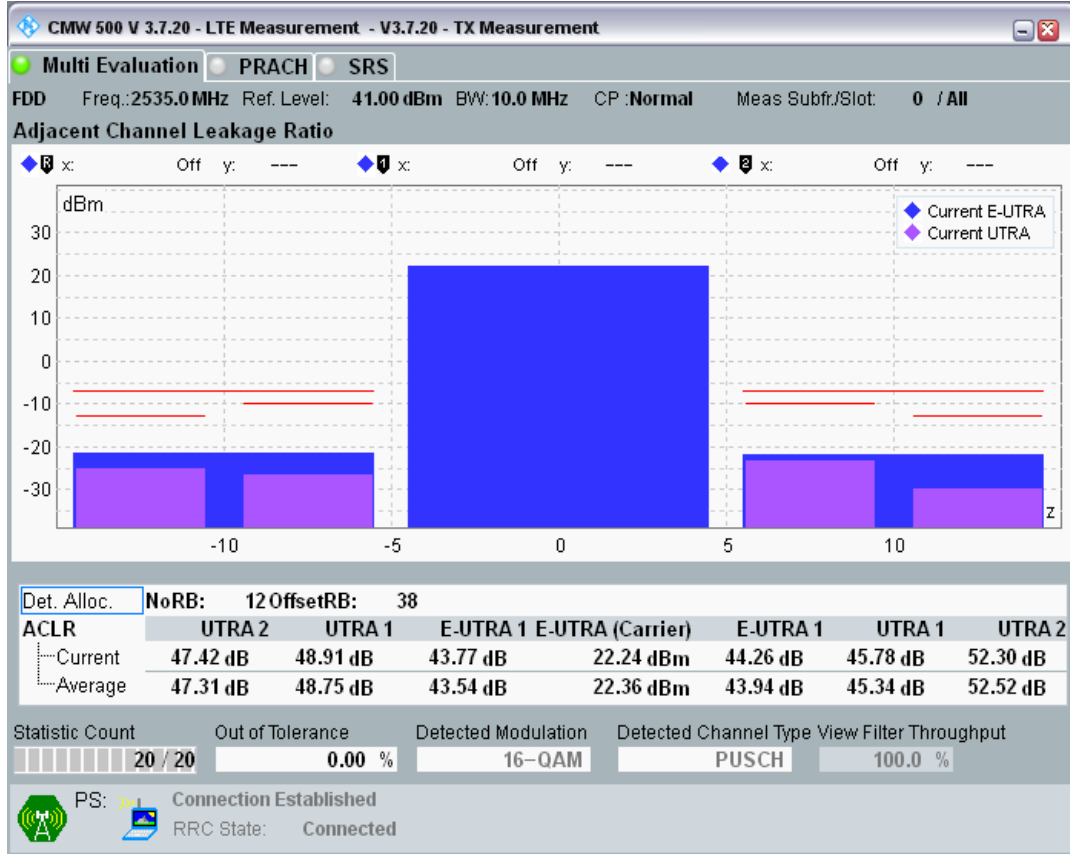 CMW 500 V 3.7.20 - LTE Measurement - V3.7.20 - TX Measurement
Multi Evaluation PRACH SRS
FDD Freq.:2535.0 MHz Ref. Level: 41.00 dBm BW: 10.0 MHz CP :Normal Meas Subfr./Slot: 0 / All
Adjacent Channel Leakage Ratio
R x: Off y: --- 1 x: Off y: --- 2 x: Off y: ---
dBm
Current E-UTRA
Current UTRA
30
20
10
0
-10
-20
-30
z
-10 -5 0 5 10
Det. Alloc. NoRB: 12 OffsetRB: 38
ACLR UTRA 2 UTRA 1 E-UTRA 1 E-UTRA (Carrier) E-UTRA 1 UTRA 1 UTRA 2
Current 47.42 dB 48.91 dB 43.77 dB 22.24 dBm 44.26 dB 45.78 dB 52.30 dB
Average 47.31 dB 48.75 dB 43.54 dB 22.36 dBm 43.94 dB 45.34 dB 52.52 dB
Statistic Count Out of Tolerance Detected Modulation Detected Channel Type View Filter Throughput
20 / 20 0.00 % 16-QAM PUSCH 100.0 %
PS: Connection Established
RRC State: Connected